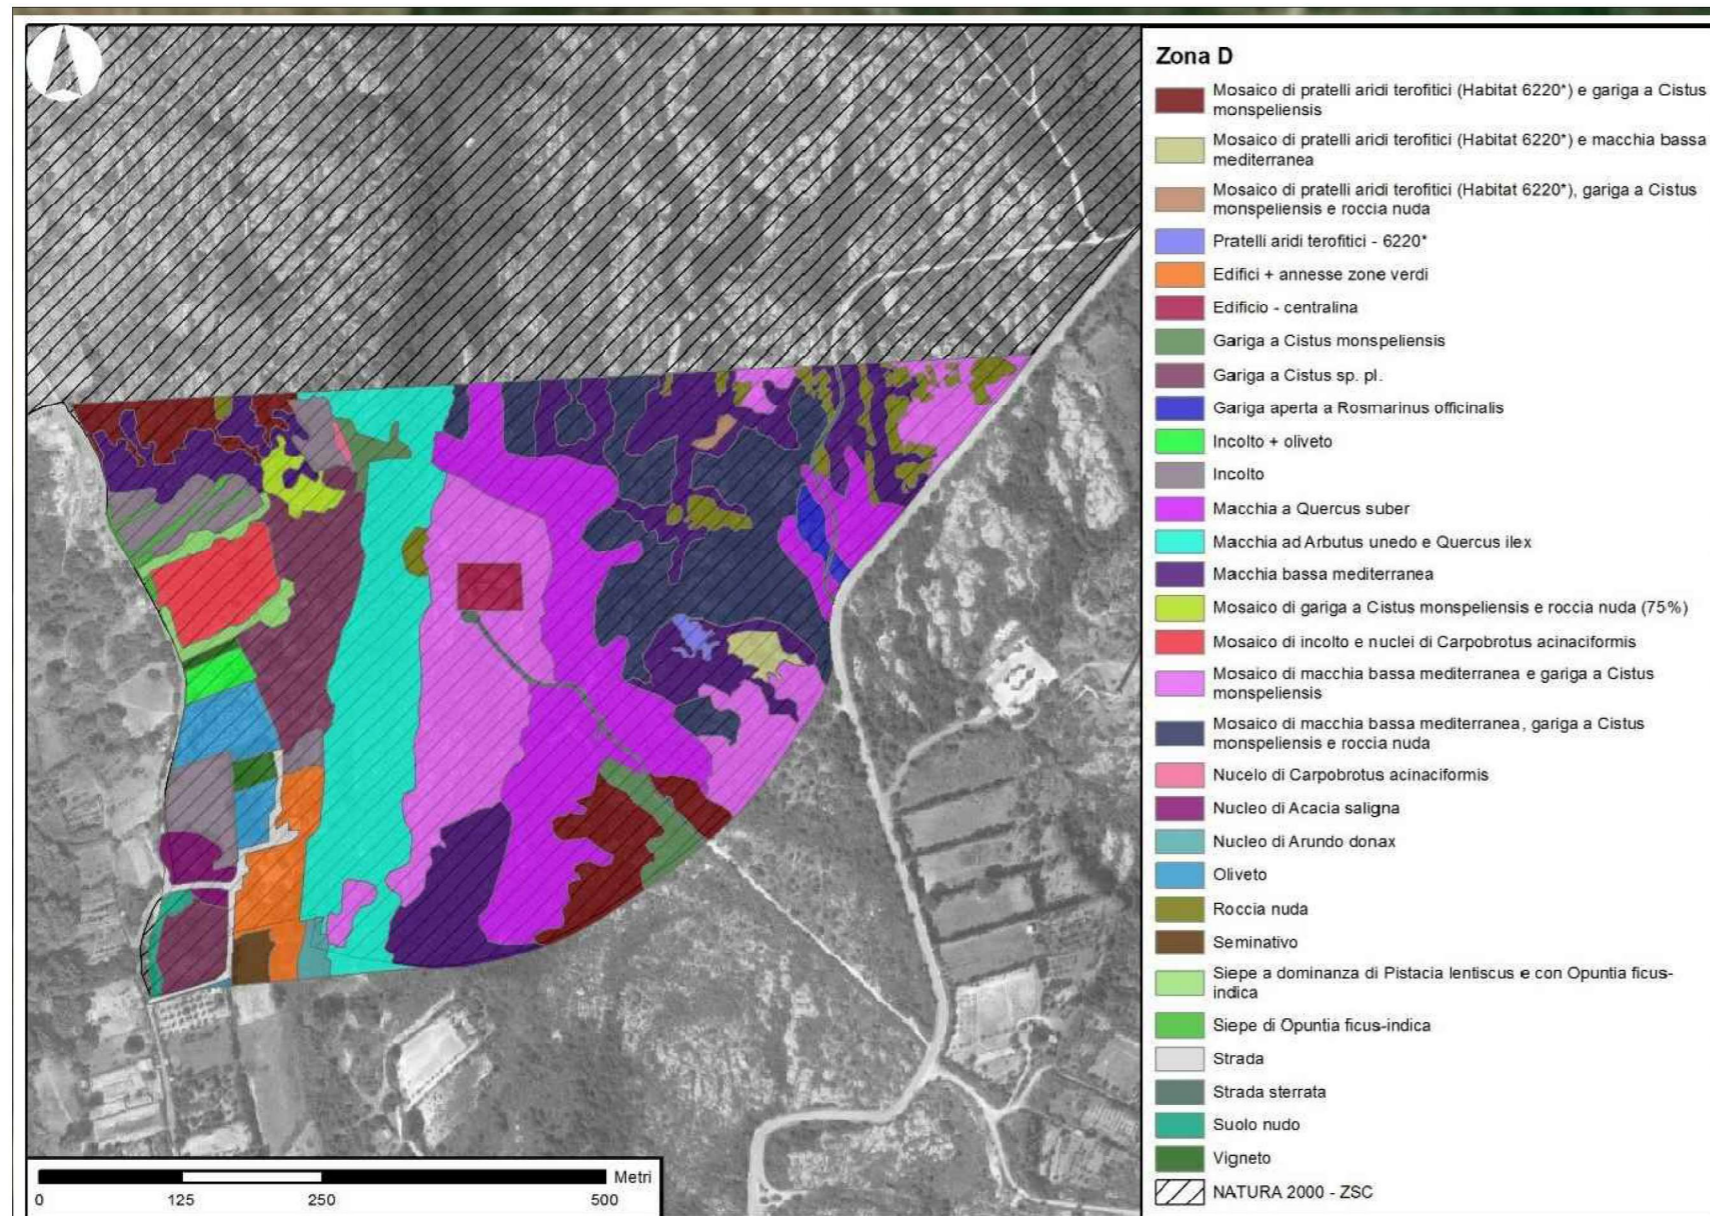 Zona D
Mosaico di pratelli aridi terofitici (Habitat 6220*) e gariga a Cistus
monspeliensis
Mosaico di pratelli aridi terofitici (Habitat 6220*) e macchia bassa
mediterranea
Mosaico di pratelli aridi terofitici (Habitat 6220*), gariga a Cistus
monspeliensis e roccia nuda
Pratelli aridi terofitici - 6220*
Edifici + annesse zone verdi
Edificio - centralina
Gariga a Cistus monspeliensis
Gariga a Cistus sp. pl.
Gariga aperta a Rosmarinus officinalis
Incolto + oliveto
Incolto
Macchia a Quercus suber
Macchia ad Arbutus unedo e Quercus ilex
Macchia bassa mediterranea
Mosaico di gariga a Cistus monspeliensis e roccia nuda (75%)
Mosaico di incolto e nuclei di Carpobrotus acinaciformis
Mosaico di macchia bassa mediterranea e gariga a Cistus
monspeliensis
Mosaico di macchia bassa mediterranea, gariga a Cistus
monspeliensis e roccia nuda
Nucelo di Carpobrotus acinaciformis
Nucleo di Acacia saligna
Nucleo di Arundo donax
Oliveto
Roccia nuda
Seminativo
Siepe a dominanza di Pistacia lentiscus e con Opuntia ficus-
indica
Siepe di Opuntia ficus-indica
Strada
Strada sterrata
Suolo nudo
Vigneto
NATURA 2000 - ZSC
Metri
0 125 250 500